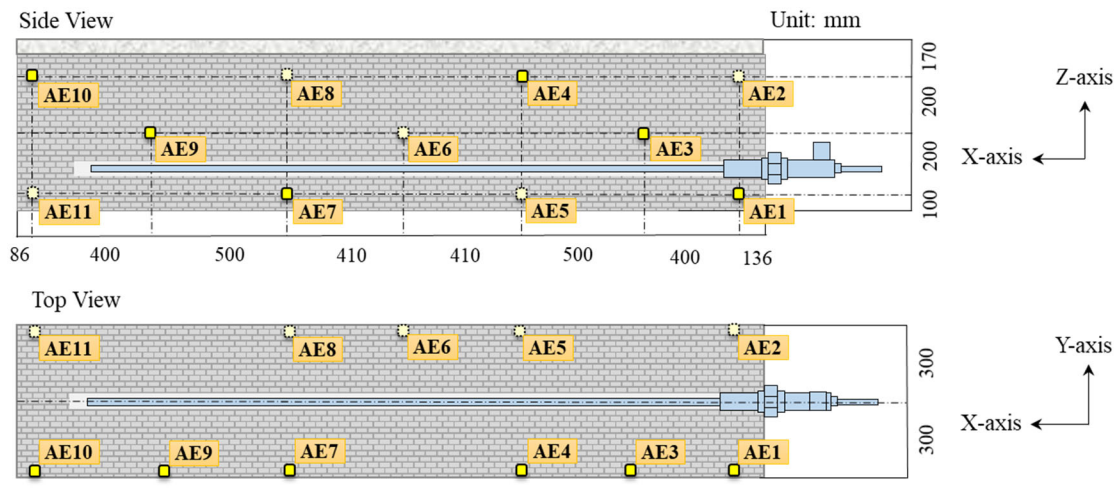 Side View
Unit: mm
170
AE10
AE8
AE4
AE2
Z-axis
200
AE9
AE6
AE3
X-axis
200
AE11
AE7
AE5
AE1
100
86
400
500
410
410
500
400
136
Top View
AE11
AE8
AE6
AE5
AE2
Y-axis
300
X-axis
300
AE10
AE9
AE7
AE4
AE3
AE1